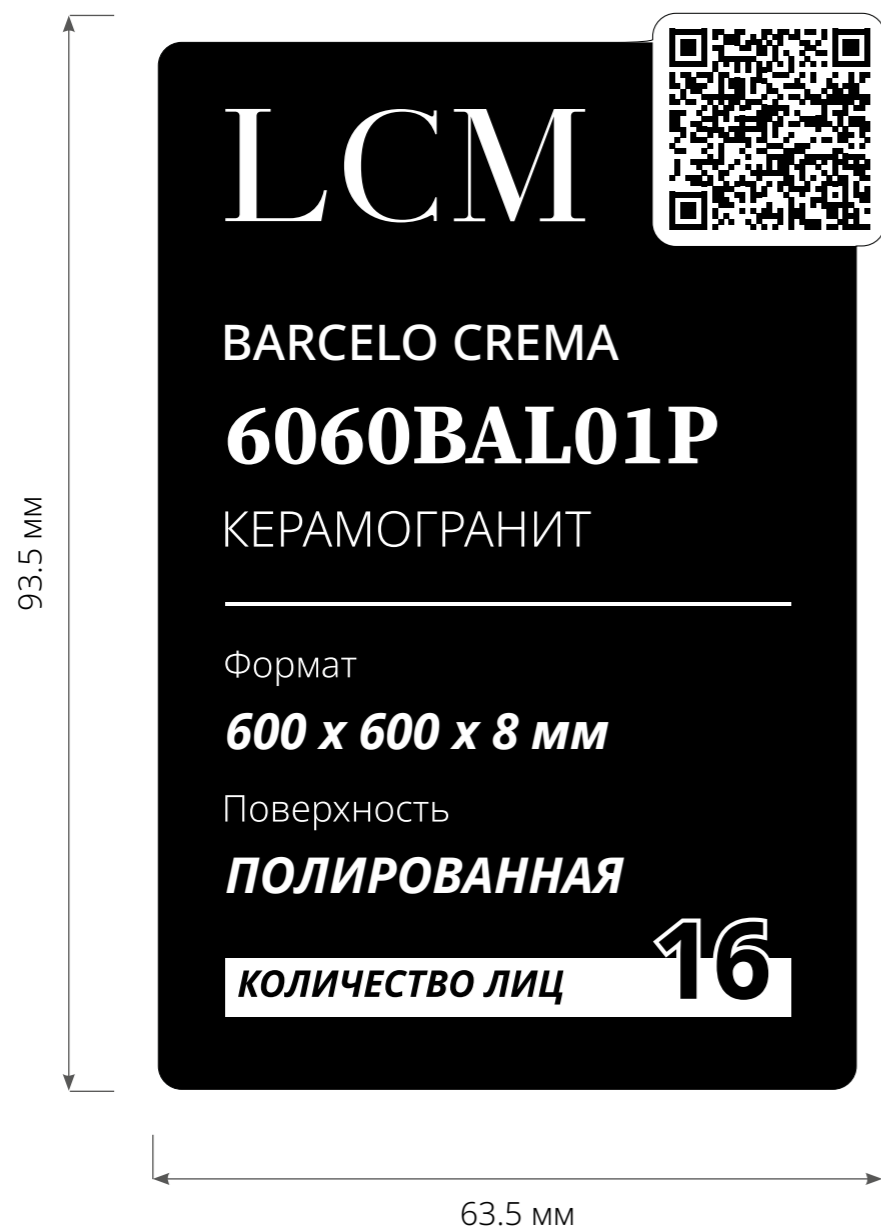 LCM
BARCELO CREMA
6060BAL01P
КЕРАМОГРАНИТ
Формат
600 x 600 x 8 мм
Поверхность
ПОЛИРОВАННАЯ
КОЛИЧЕСТВО ЛИЦ 16
93.5 мм
63.5 мм